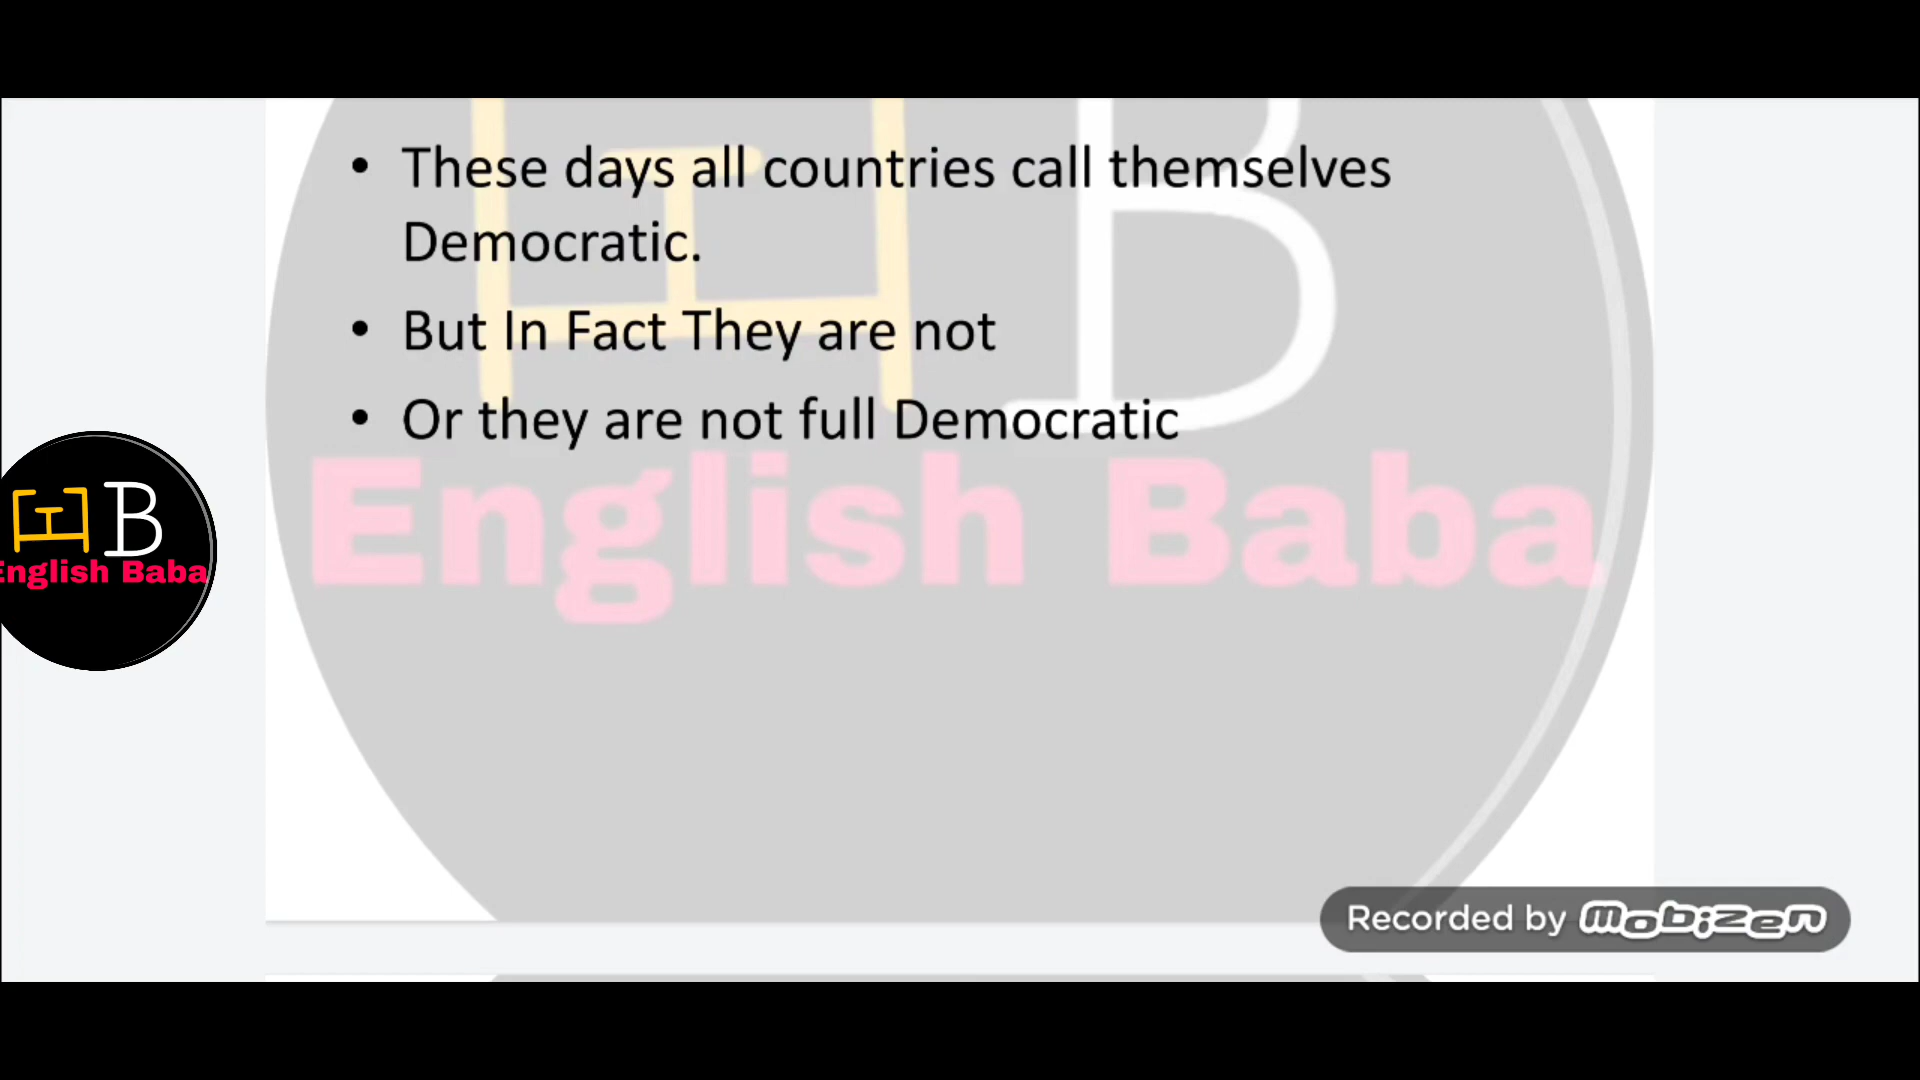 • These days all countries call themselves
Democratic.
• But In Fact They are not
• Or they are not full Democratic
English Baba
EB
English Baba
Recorded by mobizen